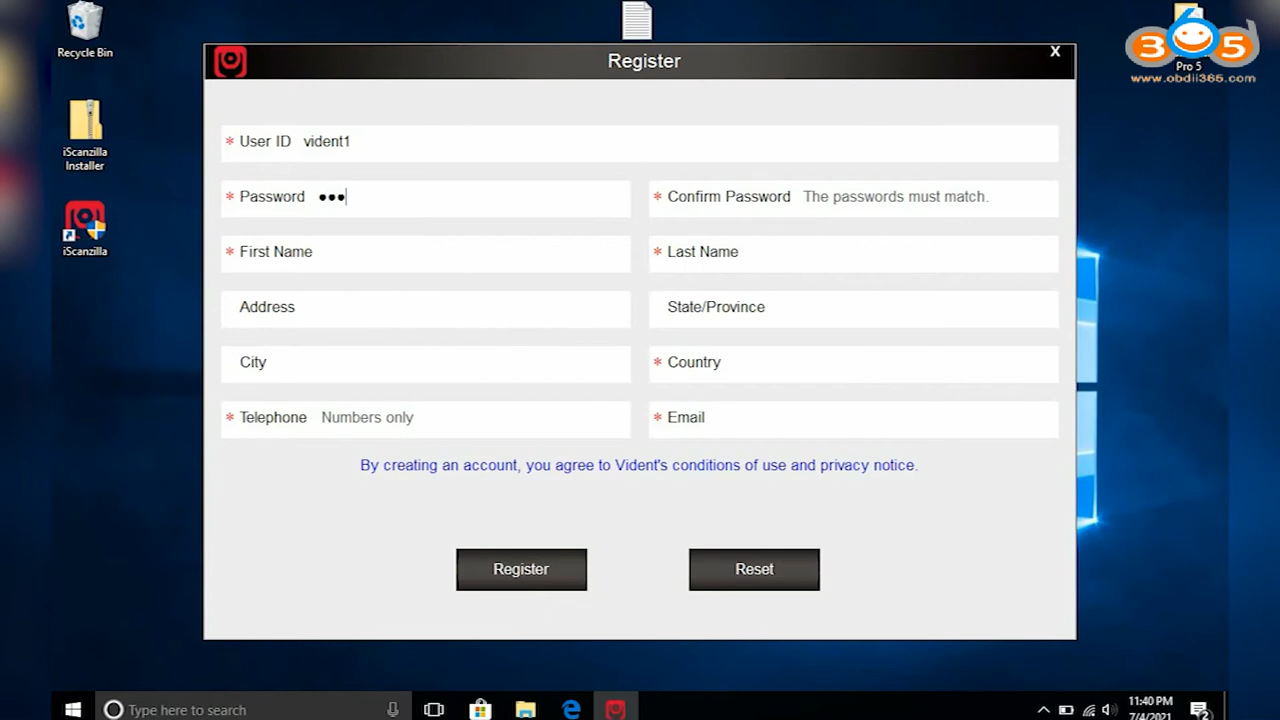 Recycle Bin
iScanzilla
Installer
iScanzilla
365
Pro 5
www.obdii365.com
Register
X
* User ID vident1
* Password •••
* Confirm Password The passwords must match.
* First Name
* Last Name
Address
State/Province
City
* Country
* Telephone Numbers only
* Email
By creating an account, you agree to Vident's conditions of use and privacy notice.
Register
Reset
Type here to search
11:40 PM
7/4/2021
2